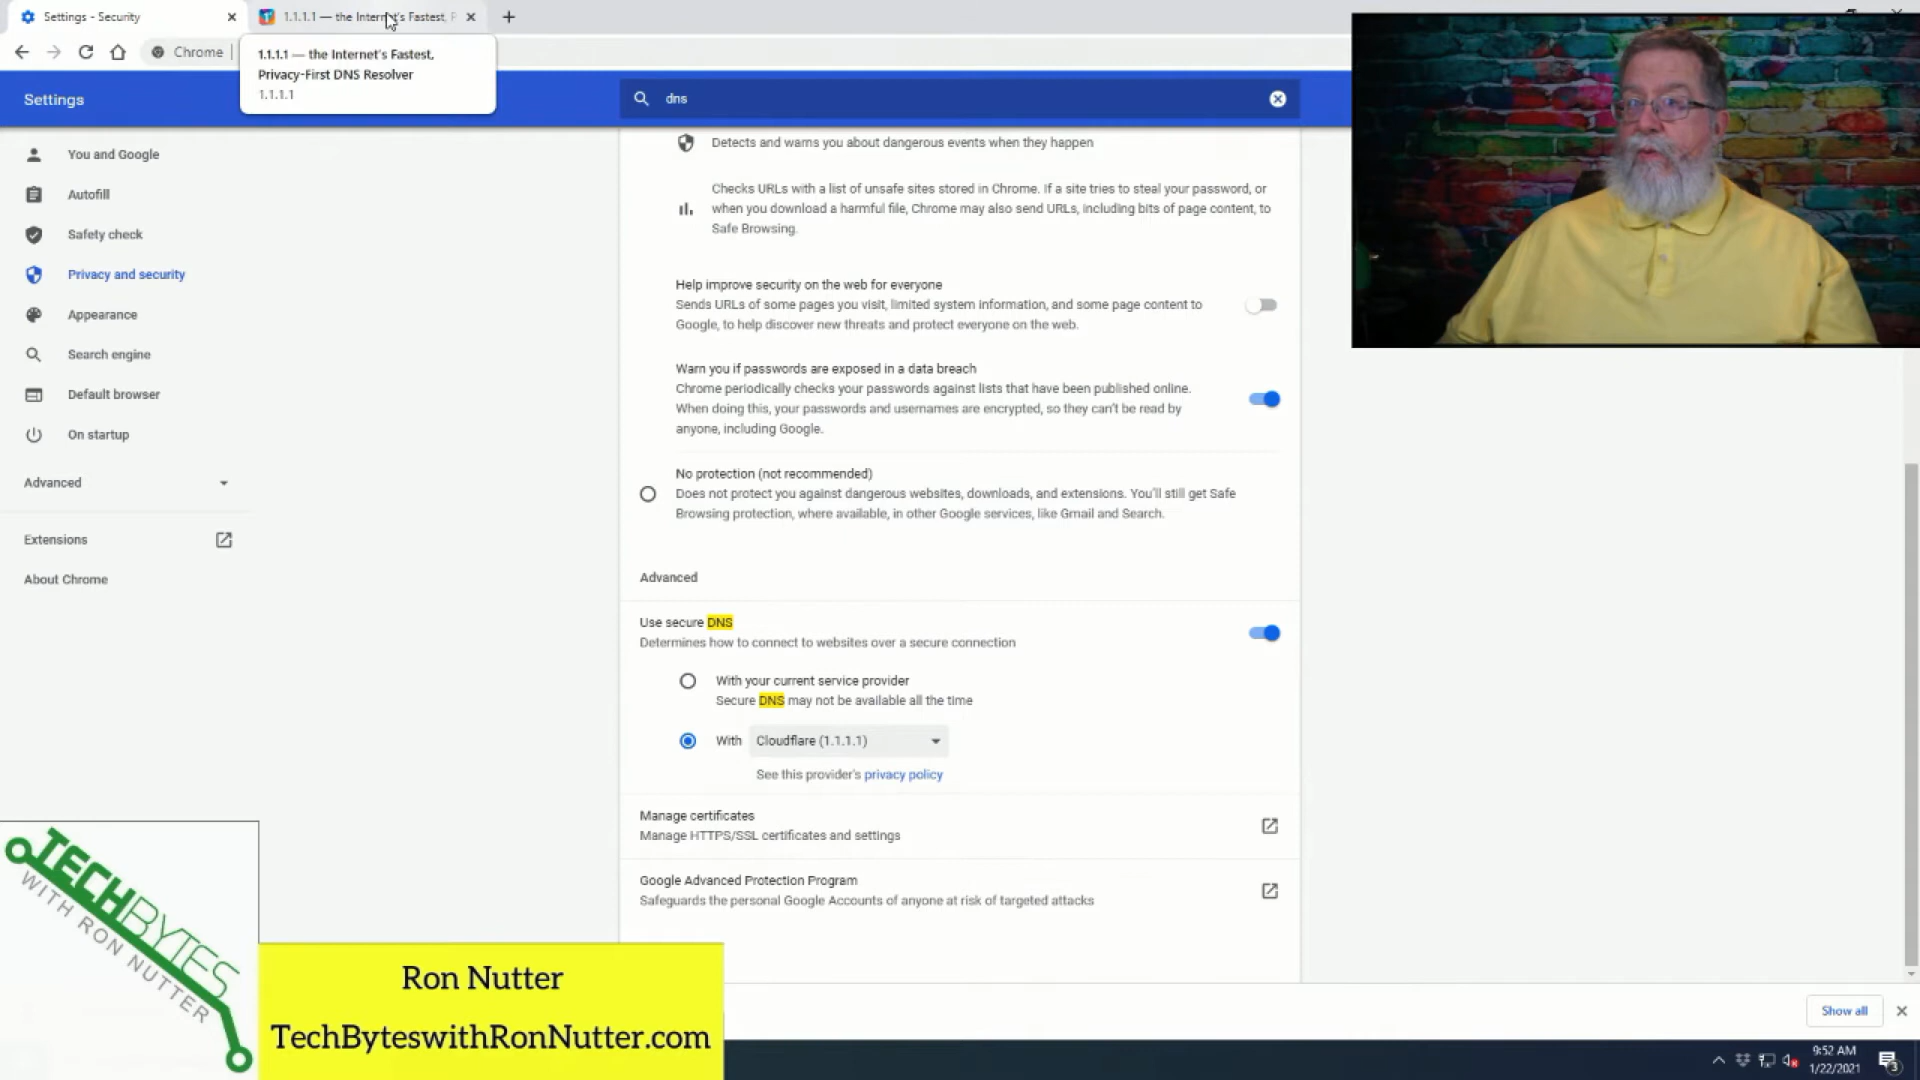 Settings - Security
1.1.1.1 — the Internet's Fastest, P
Chrome
1.1.1.1 — the Internet's Fastest,
Privacy-First DNS Resolver
1.1.1.1
Settings
dns
You and Google
Autofill
Safety check
Privacy and security
Appearance
Search engine
Default browser
On startup
Advanced
Extensions
About Chrome
Detects and warns you about dangerous events when they happen
Checks URLs with a list of unsafe sites stored in Chrome. If a site tries to steal your password, or
when you download a harmful file, Chrome may also send URLs, including bits of page content, to
Safe Browsing.
Help improve security on the web for everyone
Sends URLs of some pages you visit, limited system information, and some page content to
Google, to help discover new threats and protect everyone on the web.
Warn you if passwords are exposed in a data breach
Chrome periodically checks your passwords against lists that have been published online.
When doing this, your passwords and usernames are encrypted, so they can't be read by
anyone, including Google.
No protection (not recommended)
Does not protect you against dangerous websites, downloads, and extensions. You'll still get Safe
Browsing protection, where available, in other Google services, like Gmail and Search.
Advanced
Use secure DNS
Determines how to connect to websites over a secure connection
With your current service provider
Secure DNS may not be available all the time
With Cloudflare (1.1.1.1)
See this provider's privacy policy
Manage certificates
Manage HTTPS/SSL certificates and settings
Google Advanced Protection Program
Safeguards the personal Google Accounts of anyone at risk of targeted attacks
TECHBYTES
WITH RON NUTTER
Ron Nutter
TechByteswithRonNutter.com
Show all
9:52 AM
1/22/2021
3